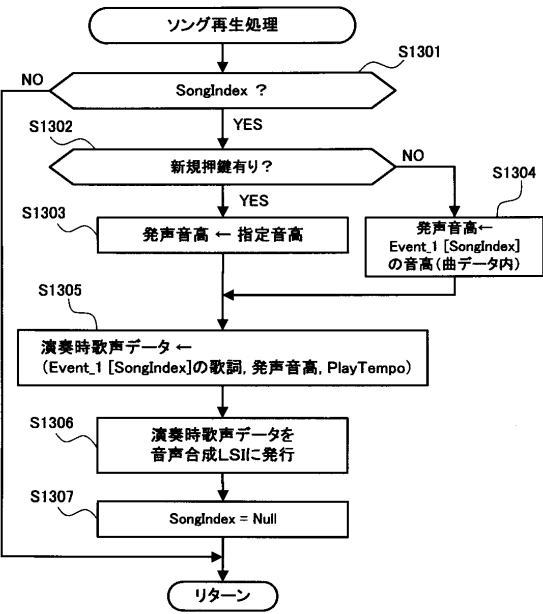 ソング再生処理
S1301
NO
SongIndex ?
YES
S1302
新規押鍵有り?
NO
YES
S1303
発声音高 ← 指定音高
S1304
発声音高←
Event_1 [SongIndex]
の音高(曲データ内)
S1305
演奏時歌声データ ←
(Event_1 [SongIndex]の歌詞, 発声音高, PlayTempo)
S1306
演奏時歌声データを
音声合成LSIに発行
S1307
SongIndex = Null
リターン